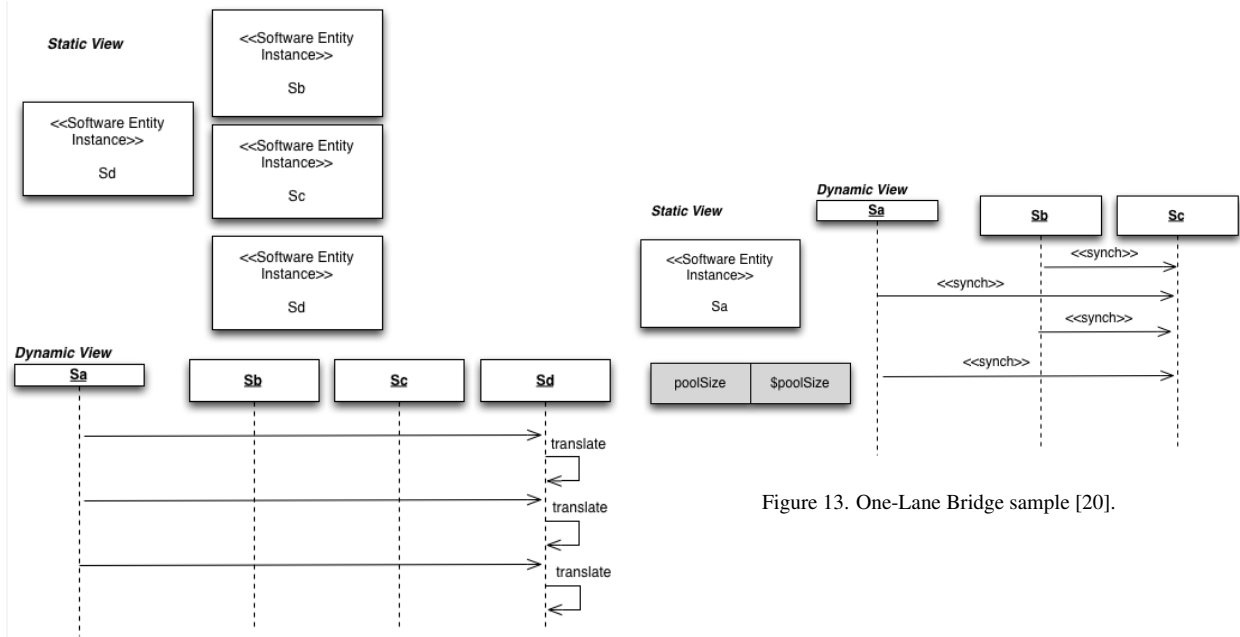 Static View
<<Software Entity
Instance>>
Sb
<<Software Entity
Instance>>
Sd
<<Software Entity
Instance>>
Sc
<<Software Entity
Instance>>
Sd
Dynamic View
Sa
Sb
Sc
Sd
translate
translate
translate
Dynamic View
Static View
Sa
Sb
Sc
<<Software Entity
Instance>>
Sa
<<synch>>
<<synch>>
<<synch>>
<<synch>>
poolSize
$poolSize
Figure 13. One-Lane Bridge sample [20].